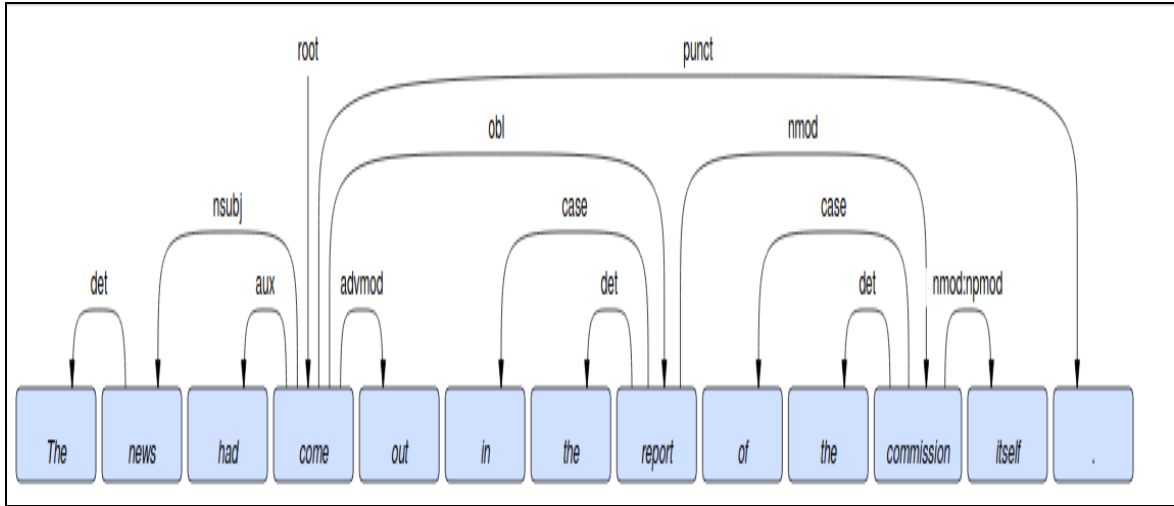 root punct
obl nmod
nsubj case case
det aux advmod det det nmod:npmod
The news had come out in the report of the commission itself .